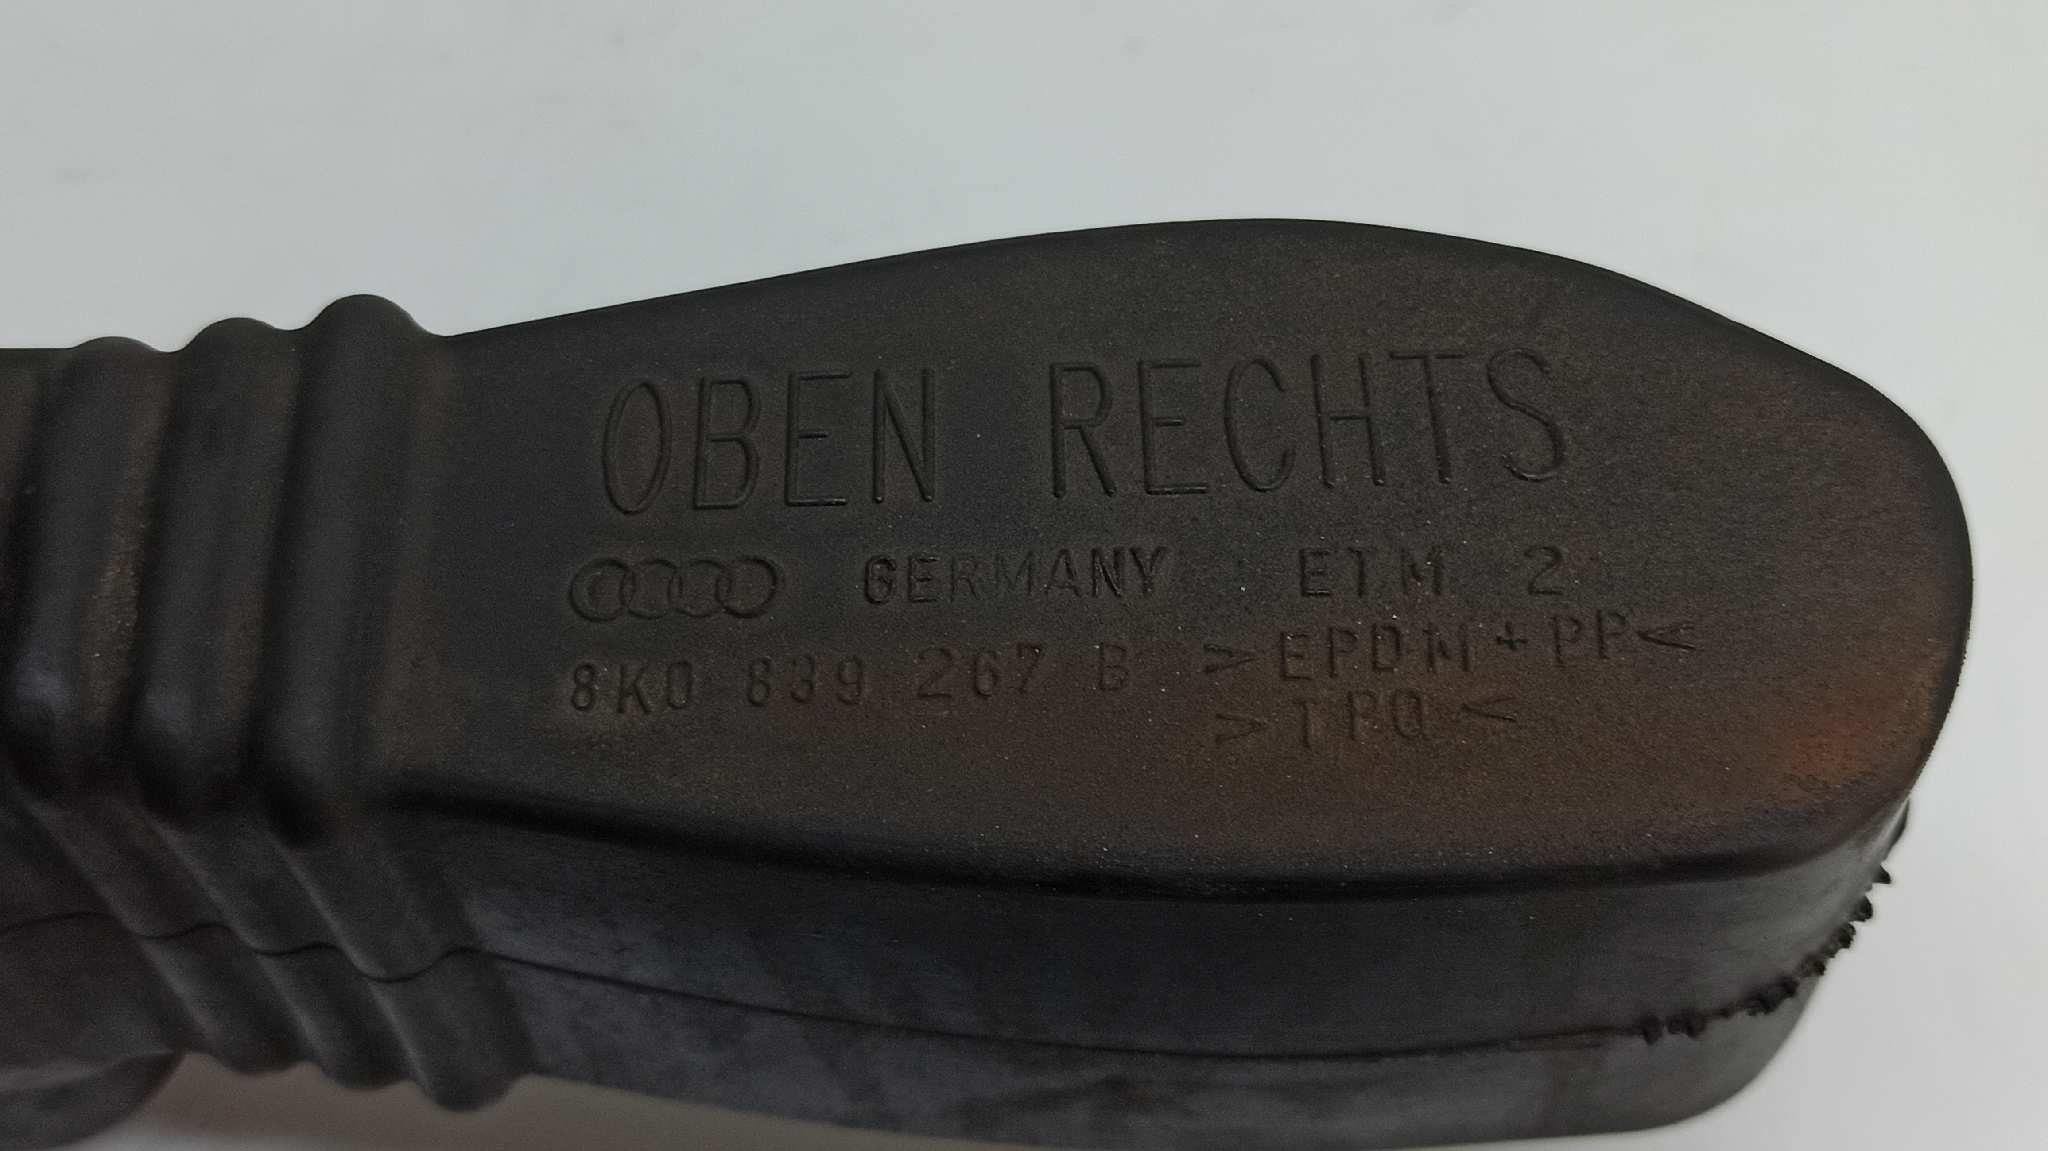 OBEN RECHTS
GERMANY ETM 2
8K0 839 267 B >EPDM+PP<
>TPO<